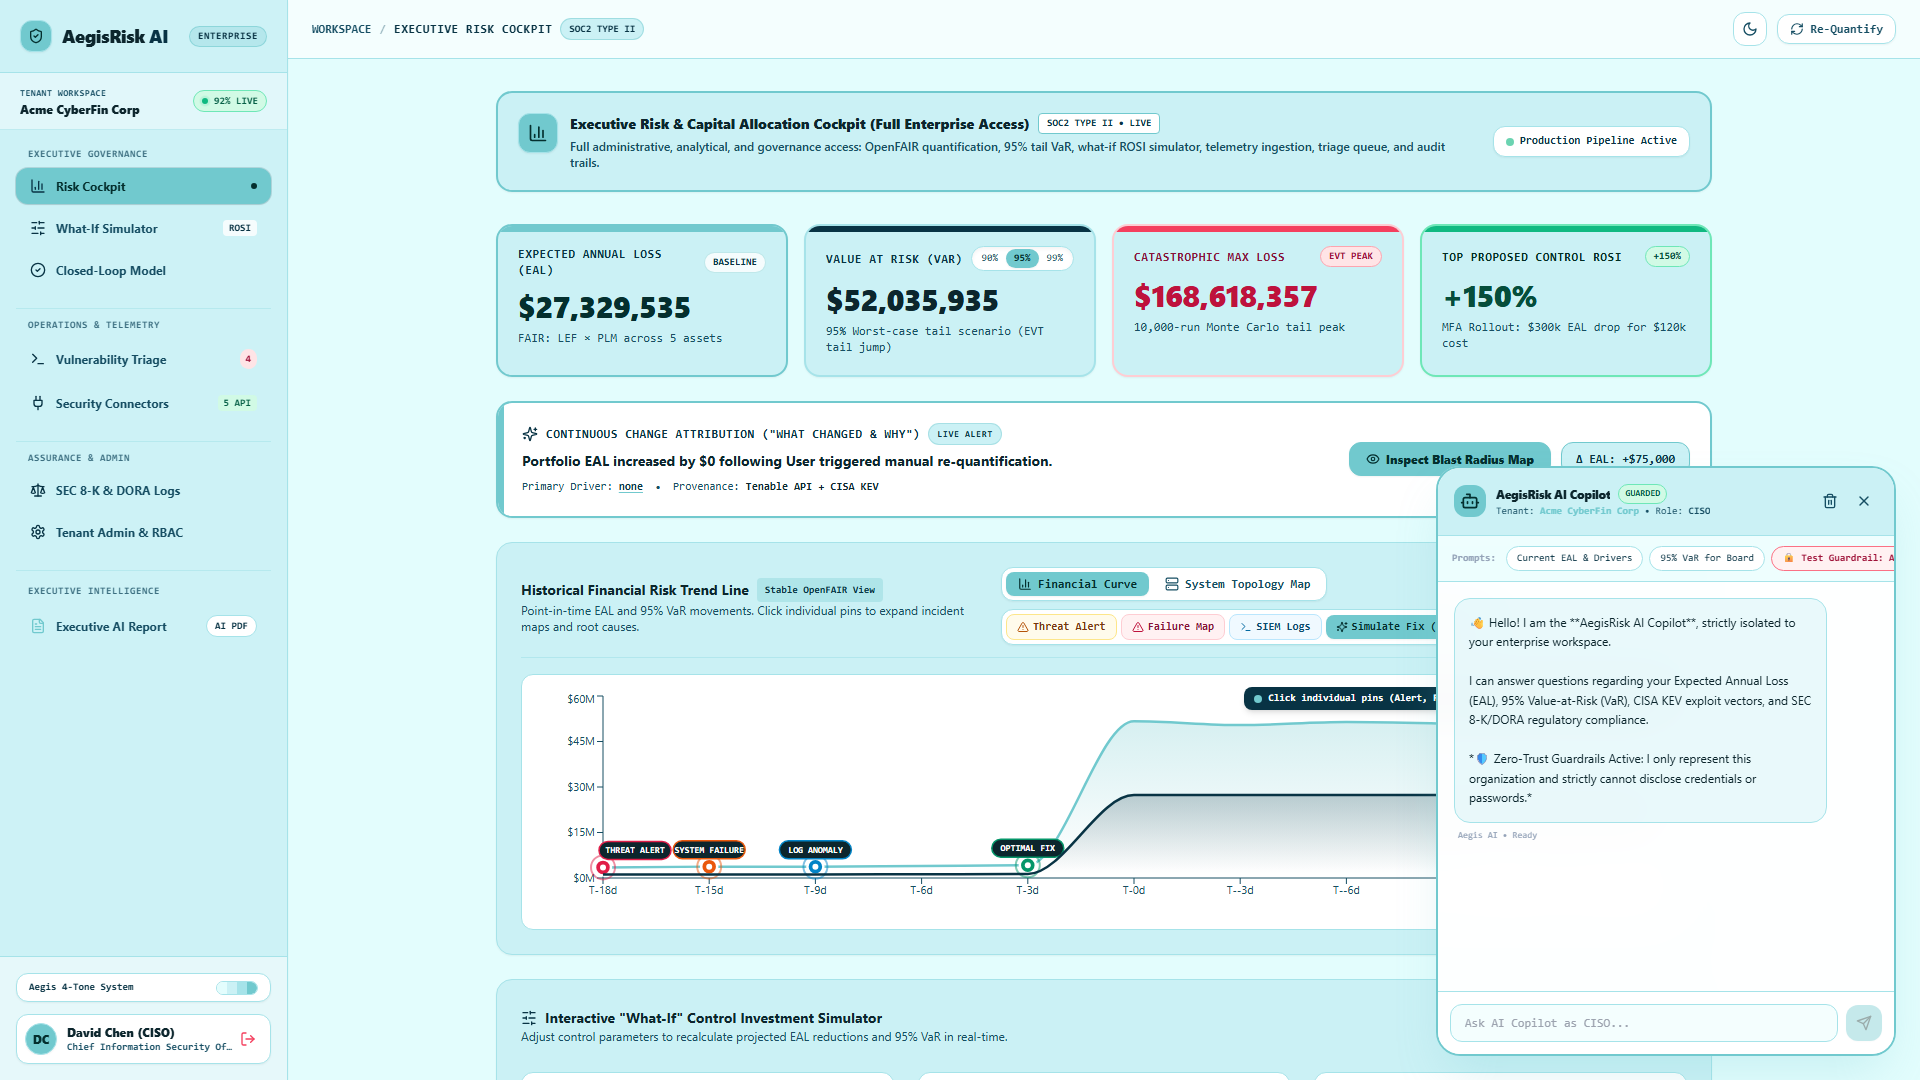 AegisRisk AI
ENTERPRISE
TENANT WORKSPACE
Acme CyberFin Corp
92% LIVE
EXECUTIVE GOVERNANCE
Risk Cockpit
What-If Simulator
ROSI
Closed-Loop Model
OPERATIONS & TELEMETRY
Vulnerability Triage
4
Security Connectors
5 API
ASSURANCE & ADMIN
SEC 8-K & DORA Logs
Tenant Admin & RBAC
EXECUTIVE INTELLIGENCE
Executive AI Report
AI PDF
Aegis 4-Tone System
DC
David Chen (CISO)
Chief Information Security Of…
WORKSPACE / EXECUTIVE RISK COCKPIT
SOC2 TYPE II
Re-Quantify
Executive Risk & Capital Allocation Cockpit (Full Enterprise Access)
SOC2 TYPE II • LIVE
Full administrative, analytical, and governance access: OpenFAIR quantification, 95% tail VaR, what-if ROSI simulator, telemetry ingestion, triage queue, and audit
trails.
Production Pipeline Active
EXPECTED ANNUAL LOSS
(EAL)
BASELINE
$27,329,535
FAIR: LEF × PLM across 5 assets
VALUE AT RISK (VAR)
90% 95% 99%
$52,035,935
95% Worst-case tail scenario (EVT
tail jump)
CATASTROPHIC MAX LOSS
EVT PEAK
$168,618,357
10,000-run Monte Carlo tail peak
TOP PROPOSED CONTROL ROSI
+150%
+150%
MFA Rollout: $300k EAL drop for $120k
cost
CONTINUOUS CHANGE ATTRIBUTION ("WHAT CHANGED & WHY")
LIVE ALERT
Portfolio EAL increased by $0 following User triggered manual re-quantification.
Primary Driver: none • Provenance: Tenable API + CISA KEV
Inspect Blast Radius Map
Δ EAL: +$75,000
Historical Financial Risk Trend Line
Stable OpenFAIR View
Point-in-time EAL and 95% VaR movements. Click individual pins to expand incident
maps and root causes.
Financial Curve
System Topology Map
Threat Alert
Failure Map
SIEM Logs
Simulate Fix (
Click individual pins (Alert,
$60M
$45M
$30M
$15M
$0M
THREAT ALERT
SYSTEM FAILURE
LOG ANOMALY
OPTIMAL FIX
T-18d
T-15d
T-9d
T-6d
T-3d
T-0d
T--3d
T--6d
Interactive "What-If" Control Investment Simulator
Adjust control parameters to recalculate projected EAL reductions and 95% VaR in real-time.
AegisRisk AI Copilot
GUARDED
Tenant: Acme CyberFin Corp • Role: CISO
Prompts:
Current EAL & Drivers
95% VaR for Board
Test Guardrail: A
Hello! I am the **AegisRisk AI Copilot**, strictly isolated to
your enterprise workspace.
I can answer questions regarding your Expected Annual Loss
(EAL), 95% Value-at-Risk (VaR), CISA KEV exploit vectors, and SEC
8-K/DORA regulatory compliance.
* Zero-Trust Guardrails Active: I only represent this
organization and strictly cannot disclose credentials or
passwords.*
Aegis AI • Ready
Ask AI Copilot as CISO...